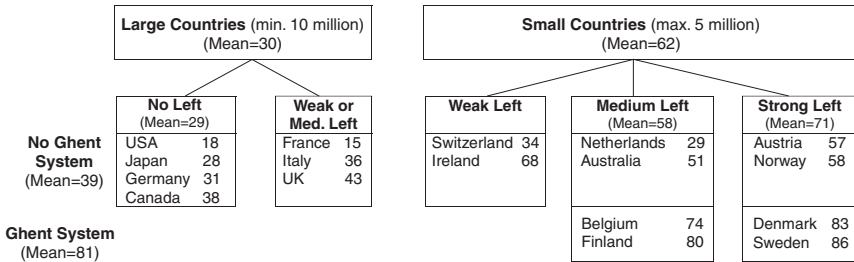 Large Countries (min. 10 million)
(Mean=30)
Small Countries (max. 5 million)
(Mean=62)
No Left
(Mean=29)
Weak or
Med. Left
Weak Left
Medium Left
(Mean=58)
Strong Left
(Mean=71)
No Ghent
System
(Mean=39)
USA 18
Japan 28
Germany 31
Canada 38
France 15
Italy 36
UK 43
Switzerland 34
Ireland 68
Netherlands 29
Australia 51
Austria 57
Norway 58
Ghent System
(Mean=81)
Belgium 74
Finland 80
Denmark 83
Sweden 86